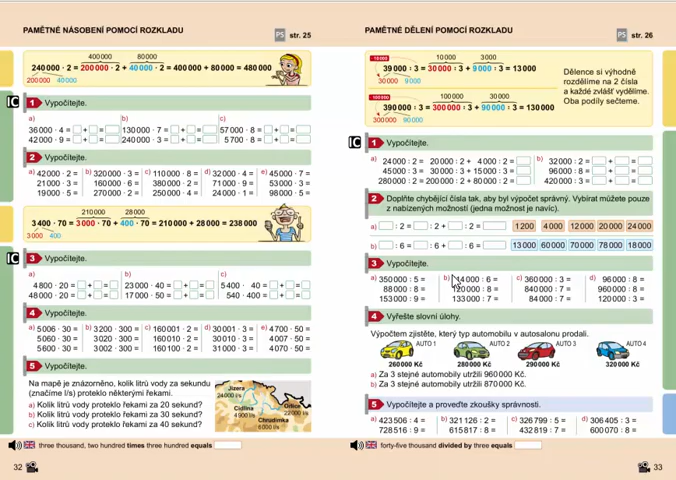 PAMĚTNÉ NÁSOBENÍ POMOCÍ ROZKLADU
PS str. 25
400 000 80 000
240 000 · 2 = 200 000 · 2 + 40 000 · 2 = 400 000 + 80 000 = 480 000
200 000 40 000
1 Vypočítejte.
a) b) c)
36 000 · 4 = + = 130 000 · 7 = + = 57 000 · 8 = + =
42 000 · 9 = + = 240 000 · 3 = + = 5 700 · 8 = + =
2 Vypočítejte.
a) 42 000 · 2 = b) 320 000 · 3 = c) 110 000 · 8 = d) 32 000 · 4 = e) 45 000 · 7 =
21 000 · 3 = 160 000 · 6 = 380 000 · 2 = 71 000 · 9 = 53 000 · 3 =
19 000 · 5 = 270 000 · 2 = 250 000 · 4 = 24 000 · 1 = 98 000 · 5 =
210 000 28 000
3 400 · 70 = 3 000 · 70 + 400 · 70 = 210 000 + 28 000 = 238 000
3 000 400
3 Vypočítejte.
a) b) c)
4 800 · 20 = + = 23 000 · 40 = + = 5 400 · 40 = + =
48 000 · 20 = + = 17 000 · 50 = + = 540 · 400 = + =
4 Vypočítejte.
a) 5 006 · 30 = b) 3 200 · 300 = c) 160 001 · 2 = d) 30 001 · 3 = e) 4 700 · 50 =
5 060 · 30 = 3 020 · 300 = 160 010 · 2 = 30 010 · 3 = 4 007 · 50 =
5 600 · 30 = 3 002 · 300 = 160 100 · 2 = 31 000 · 3 = 4 070 · 50 =
5 Vypočítejte.
Na mapě je znázorněno, kolik litrů vody za sekundu
(značíme l/s) proteklo některými řekami.
a) Kolik litrů vody proteklo řekami za 20 sekund?
b) Kolik litrů vody proteklo řekami za 30 sekund?
c) Kolik litrů vody proteklo řekami za 40 sekund?
Jizera
24 000 l/s
Cidlina
4 900 l/s
22 000 l/s
Chrudimka
6 000 l/s
three thousand, two hundred times three hundred equals
32
PAMĚTNÉ DĚLENÍ POMOCÍ ROZKLADU
PS str. 26
10 000 10 000 3 000
39 000 : 3 = 30 000 : 3 + 9 000 : 3 = 13 000
30 000 9 000
100 000 100 000 30 000
390 000 : 3 = 300 000 : 3 + 90 000 : 3 = 130 000
300 000 90 000
Dělence si výhodně
rozdělíme na 2 čísla
a každé zvlášť vydělíme.
Oba podíly sečteme.
1 Vypočítejte.
a) 24 000 : 2 = 20 000 : 2 + 4 000 : 2 = b) 32 000 : 2 = + =
45 000 : 3 = 30 000 : 3 + 15 000 : 3 = 96 000 : 8 = + =
280 000 : 2 = 200 000 : 2 + 80 000 : 2 = 420 000 : 3 = + =
2 Doplňte chybějící čísla tak, aby byl výpočet správný. Vybírat můžete pouze
z nabízených možností (jedna možnost je navíc).
a) : 2 = : 2 + : 2 = 1 200 4 000 12 000 20 000 24 000
b) : 6 = : 6 + : 6 = 13 000 60 000 70 000 78 000 18 000
3 Vypočítejte.
a) 350 000 : 5 = b) 14 000 : 6 = c) 360 000 : 3 = d) 96 000 : 8 =
88 000 : 8 = 120 000 : 8 = 840 000 : 7 = 960 000 : 8 =
153 000 : 9 = 133 000 : 7 = 84 000 : 7 = 120 000 : 3 =
4 Vyřešte slovní úlohy.
Výpočtem zjistěte, který typ automobilu v autosalonu prodali.
AUTO 1 AUTO 2 AUTO 3 AUTO 4
260 000 Kč 280 000 Kč 290 000 Kč 320 000 Kč
a) Za 3 stejné automobily utržili 960 000 Kč.
b) Za 3 stejné automobily utržili 870 000 Kč.
5 Vypočítejte a proveďte zkoušky správnosti.
a) 423 506 : 4 = b) 321 126 : 2 = c) 326 799 : 5 = d) 306 405 : 3 =
728 516 : 9 = 615 817 : 8 = 432 819 : 7 = 600 070 : 8 =
forty-five thousand divided by three equals
33